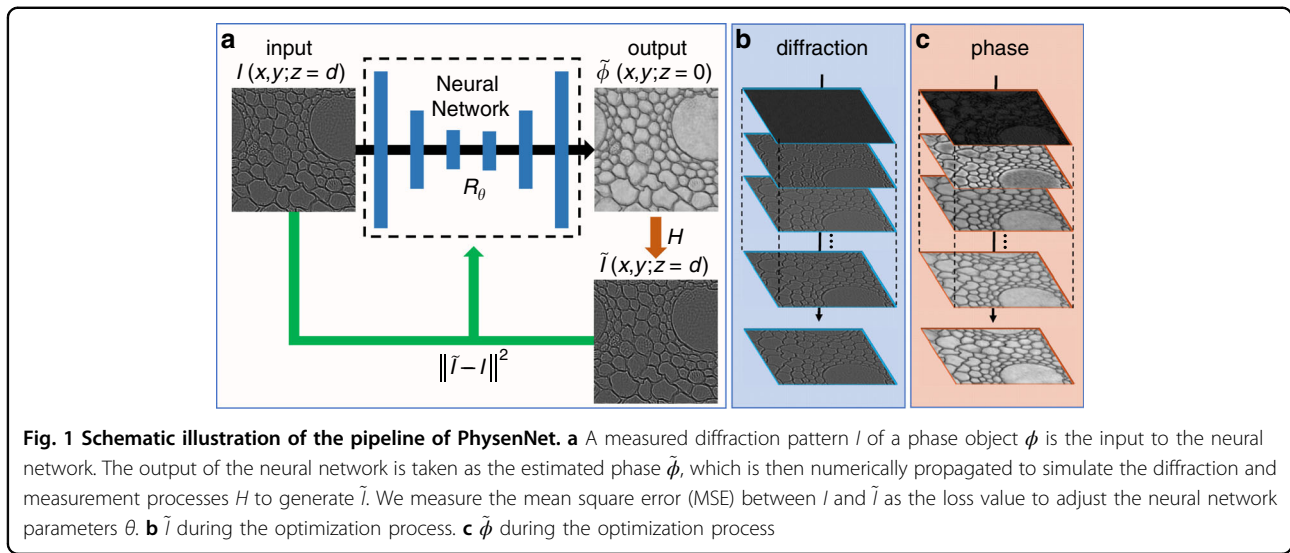 a
input
I (x,y;z = d)
Neural
Network
R_θ
output
ϕ̃ (x,y;z = 0)
H
Ĩ (x,y;z = d)
‖Ĩ – I‖²
b
diffraction
c
phase
Fig. 1 Schematic illustration of the pipeline of PhysenNet. a A measured diffraction pattern I of a phase object ϕ is the input to the neural
network. The output of the neural network is taken as the estimated phase ϕ̃, which is then numerically propagated to simulate the diffraction and
measurement processes H to generate Ĩ. We measure the mean square error (MSE) between I and Ĩ as the loss value to adjust the neural network
parameters θ. b Ĩ during the optimization process. c ϕ̃ during the optimization process